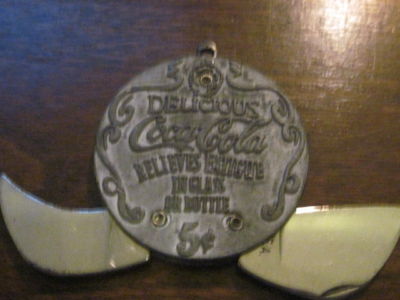 DELICIOUS
Coca-Cola
RELIEVES FATIGUE
IN GLASS
OR BOTTLE
5¢